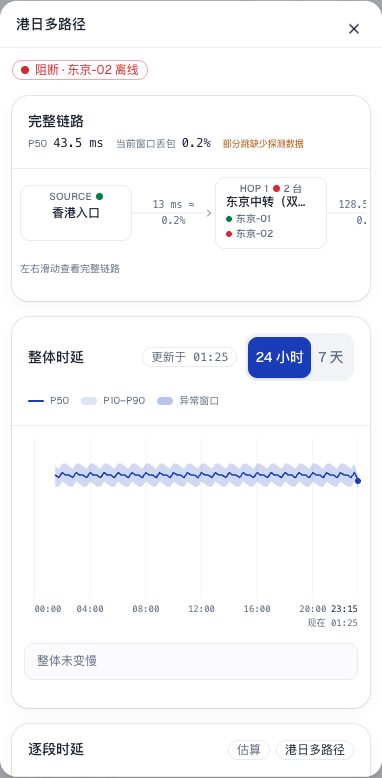 港日多路径
阻断 · 东京-02 离线
完整链路
P50 43.5 ms 当前窗口丢包 0.2% 部分跳缺少探测数据
SOURCE
香港入口
13 ms ≈
0.2%
HOP 1 2 台
东京中转（双…
东京-01
东京-02
128.5
0.
左右滑动查看完整链路
整体时延
更新于 01:25
24 小时 7 天
P50 P10–P90 异常窗口
00:00 04:00 08:00 12:00 16:00 20:00 23:15
现在 01:25
整体未变慢
逐段时延
估算 港日多路径